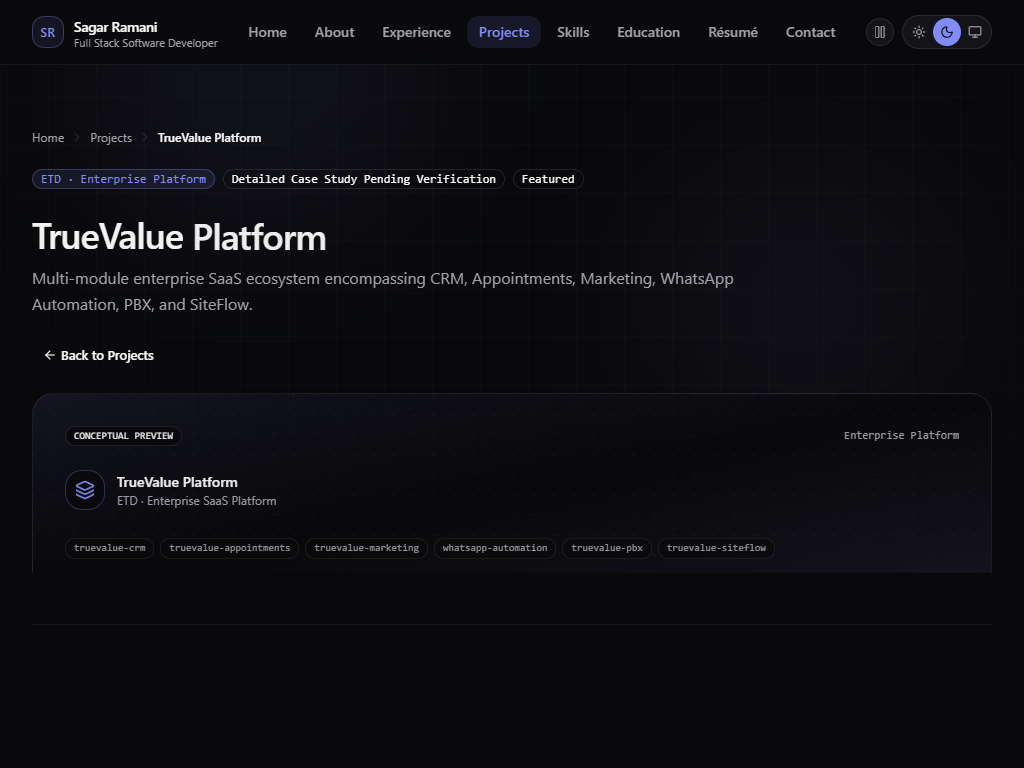 SR
Sagar Ramani
Full Stack Software Developer
Home
About
Experience
Projects
Skills
Education
Résumé
Contact
Home
Projects
TrueValue Platform
ETD · Enterprise Platform
Detailed Case Study Pending Verification
Featured
TrueValue Platform
Multi-module enterprise SaaS ecosystem encompassing CRM, Appointments, Marketing, WhatsApp
Automation, PBX, and SiteFlow.
← Back to Projects
CONCEPTUAL PREVIEW
Enterprise Platform
TrueValue Platform
ETD · Enterprise SaaS Platform
truevalue-crm
truevalue-appointments
truevalue-marketing
whatsapp-automation
truevalue-pbx
truevalue-siteflow